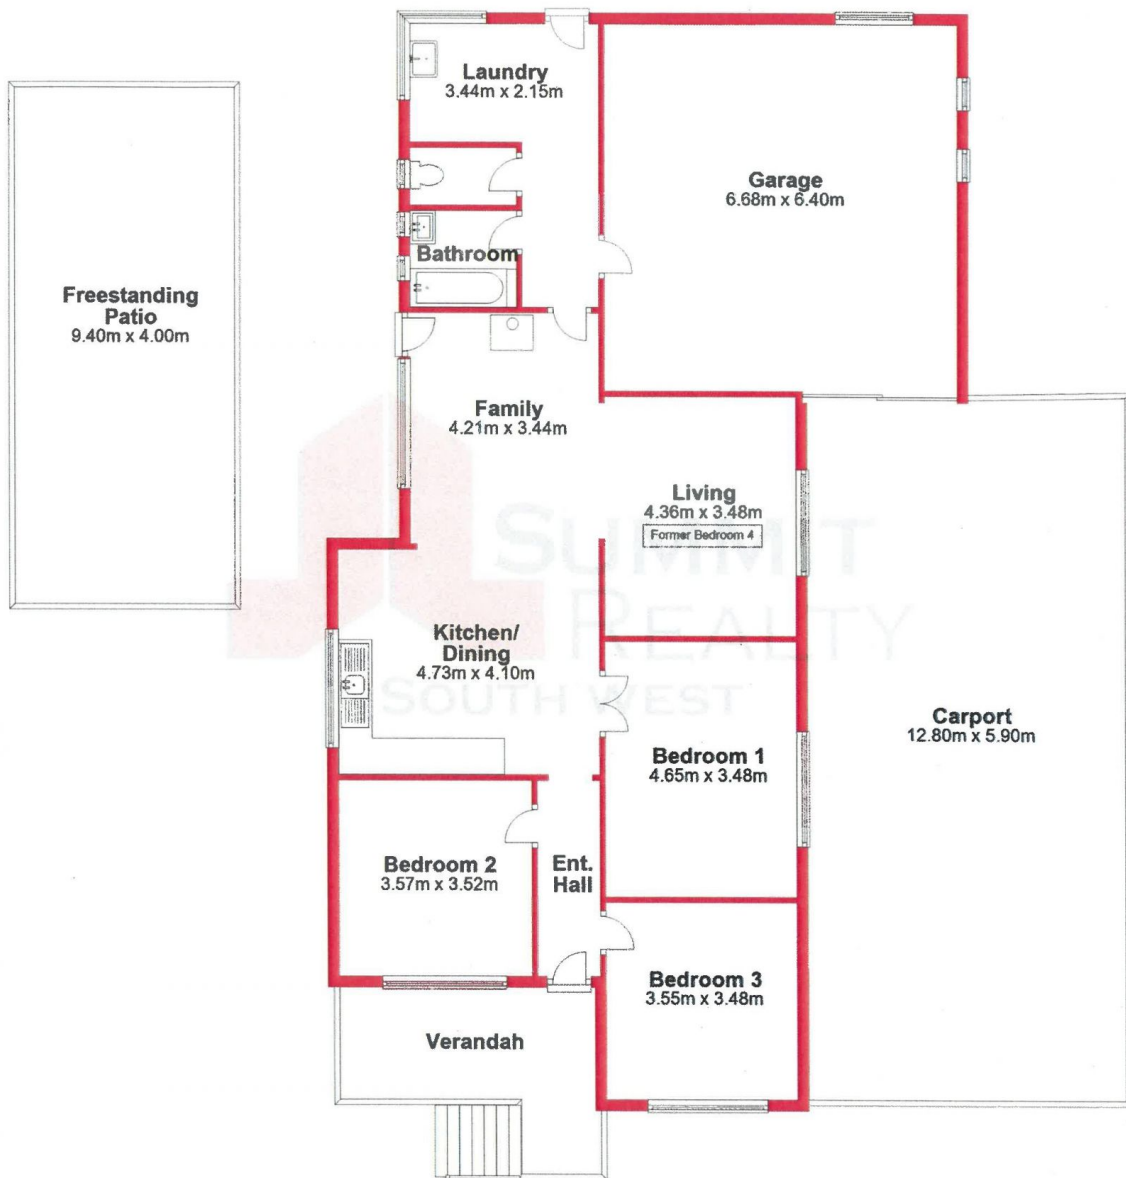 Laundry
3.44m x 2.15m
Garage
6.68m x 6.40m
Bathroom
Freestanding
Patio
9.40m x 4.00m
Family
4.21m x 3.44m
Living
4.36m x 3.48m
Former Bedroom 4
SUMMIT
REALTY
SOUTH WEST
Kitchen/
Dining
4.73m x 4.10m
Carport
12.80m x 5.90m
Bedroom 1
4.65m x 3.48m
Bedroom 2
3.57m x 3.52m
Ent.
Hall
Bedroom 3
3.55m x 3.48m
Verandah